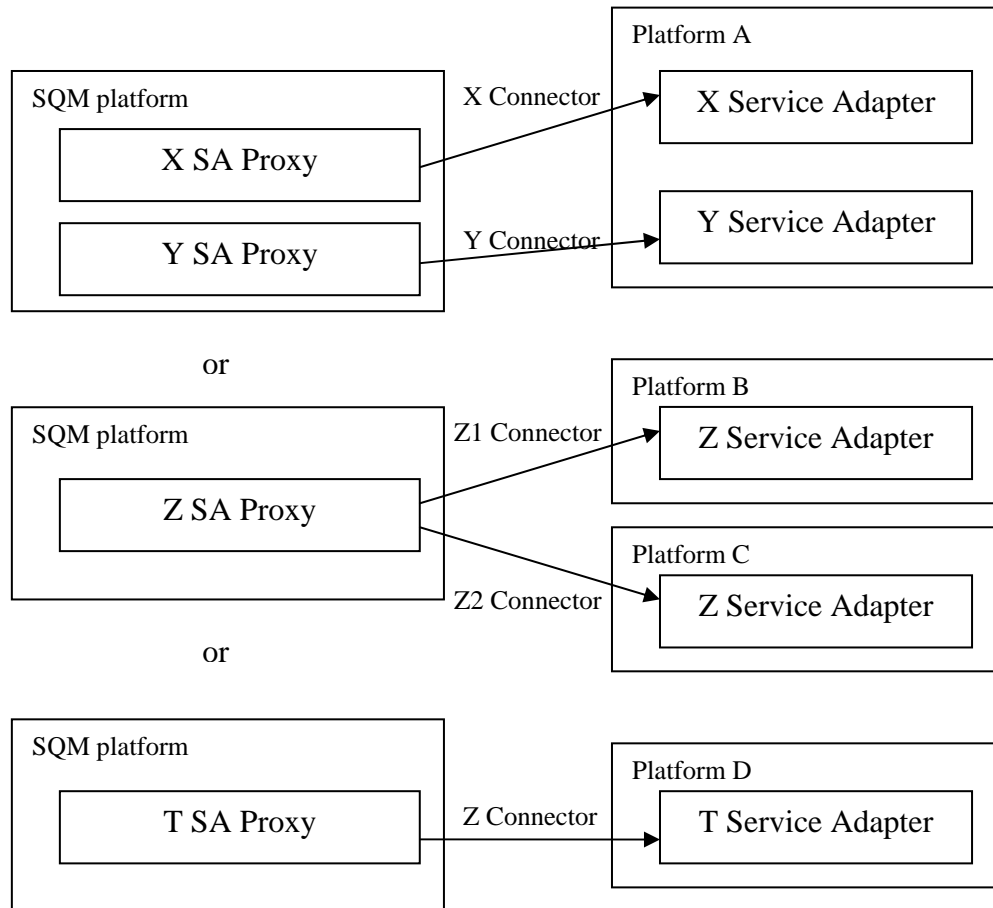 Platform A
SQM platform
X Connector
X Service Adapter
X SA Proxy
Y Service Adapter
Y SA Proxy
Y Connector
or
Platform B
SQM platform
Z1 Connector
Z Service Adapter
Z SA Proxy
Platform C
Z2 Connector
Z Service Adapter
or
SQM platform
Platform D
T SA Proxy
Z Connector
T Service Adapter